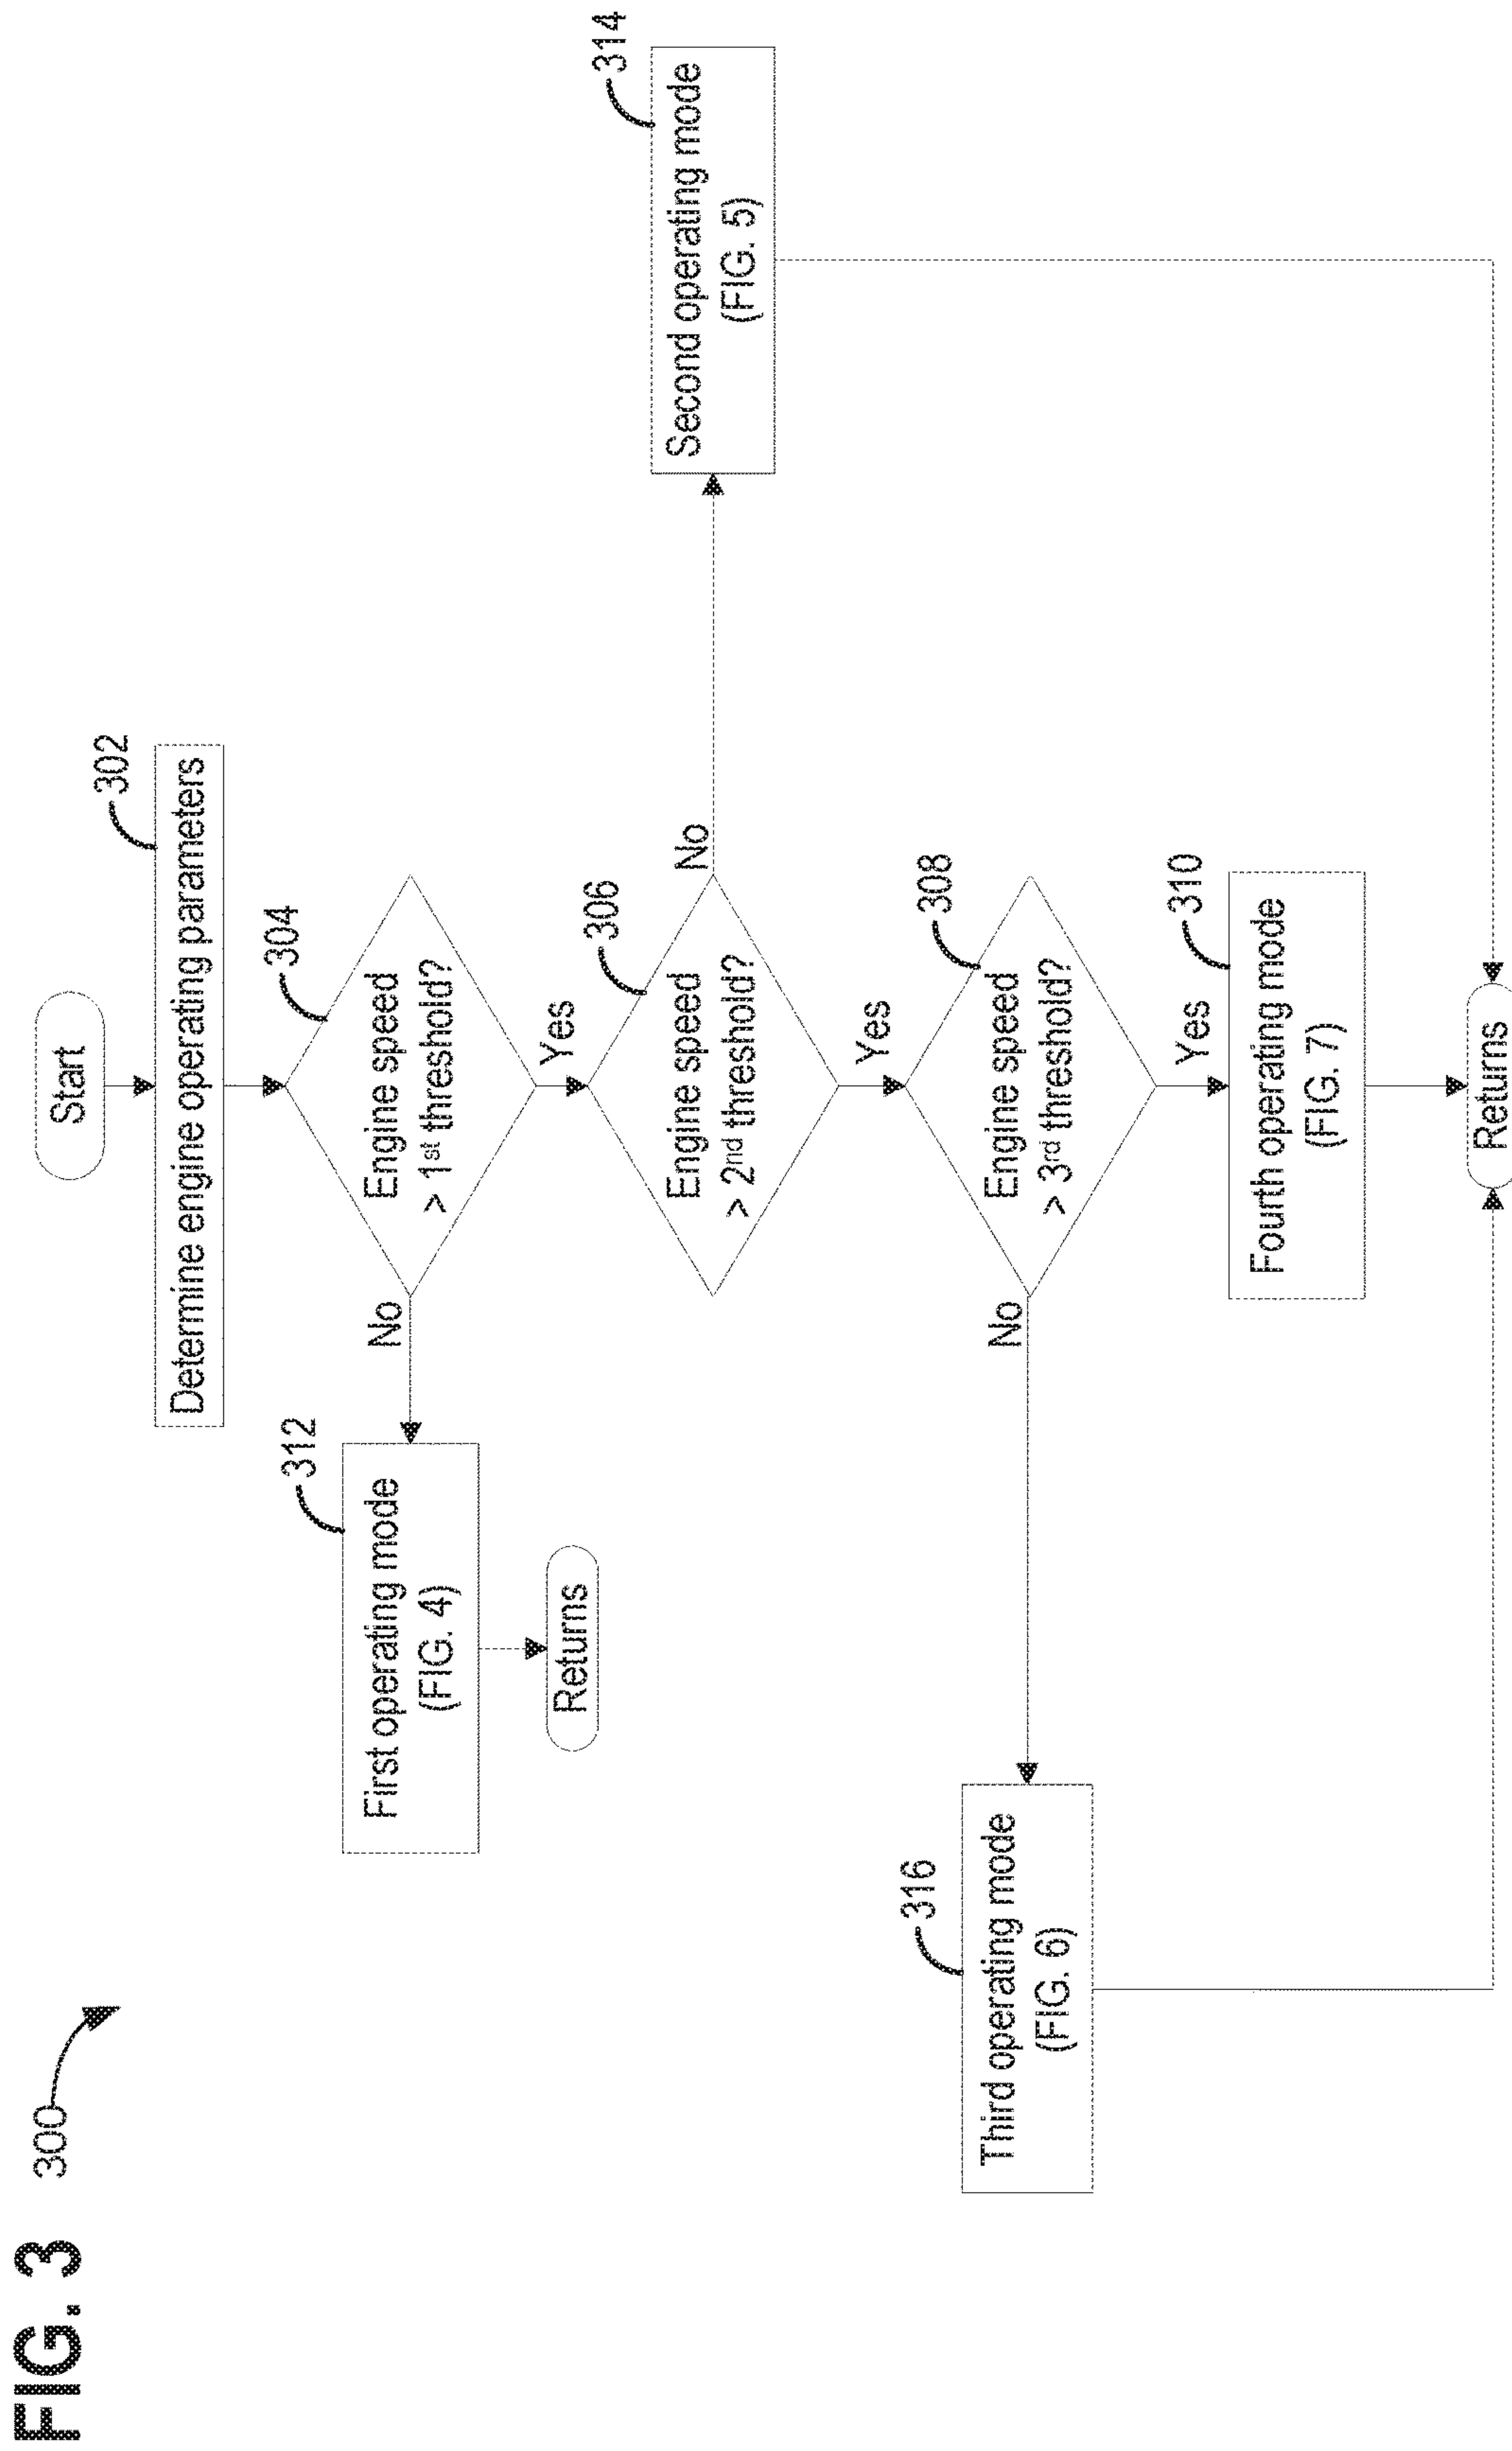 FIG. 3
300
Start
302
Determine engine operating parameters
304
Engine speed
> 1st threshold?
No
Yes
312
First operating mode
(FIG. 4)
Returns
306
Engine speed
> 2nd threshold?
No
Yes
314
Second operating mode
(FIG. 5)
308
Engine speed
> 3rd threshold?
No
Yes
316
Third operating mode
(FIG. 6)
310
Fourth operating mode
(FIG. 7)
Returns